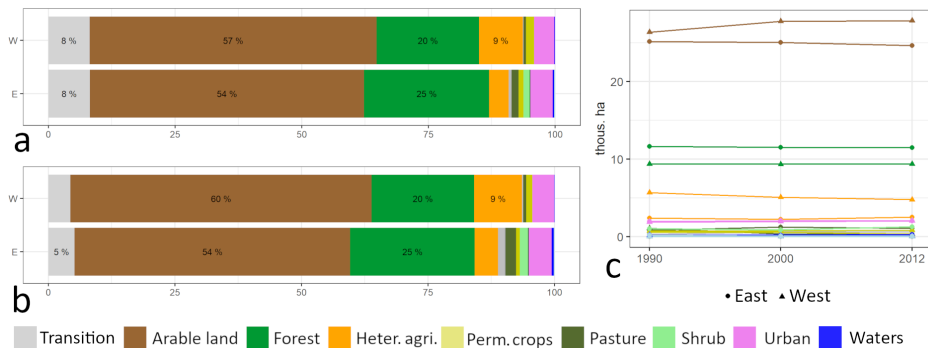 W 8 % 57 % 20 % 9 %
E 8 % 54 % 25 %
a 0 25 50 75 100
W 60 % 20 % 9 %
E 5 % 54 % 25 %
b 0 25 50 75 100
thous. ha
20
10
0
1990 2000 2012
c
East West
Transition Arable land Forest Heter. agri. Perm. crops Pasture Shrub Urban Waters